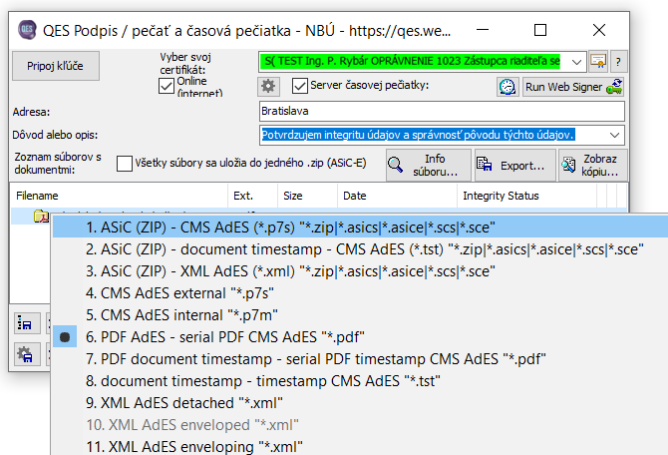 QES Podpis / pečať a časová pečiatka - NBÚ - https://qes.we...
Pripoj kľúče
Vyber svoj
certifikát:
S( TEST Ing. P. Rybár OPRÁVNENIE 1023 Zástupca riaditeľa se
?
Online
(internet)
Server časovej pečiatky:
Run Web Signer
Adresa:
Bratislava
Dôvod alebo opis:
Potvrdzujem integritu údajov a správnosť pôvodu týchto údajov.
Zoznam súborov s
dokumentmi:
Všetky súbory sa uložia do jedného .zip (ASiC-E)
Info
súboru...
Export...
Zobraz
kópiu...
Filename Ext. Size Date Integrity Status
1. ASiC (ZIP) - CMS AdES (*.p7s) "*.zip|*.asics|*.asice|*.scs|*.sce"
2. ASiC (ZIP) - document timestamp - CMS AdES (*.tst) "*.zip|*.asics|*.asice|*.scs|*.sce"
3. ASiC (ZIP) - XML AdES (*.xml) "*.zip|*.asics|*.asice|*.scs|*.sce"
4. CMS AdES external "*.p7s"
5. CMS AdES internal "*.p7m"
6. PDF AdES - serial PDF CMS AdES "*.pdf"
7. PDF document timestamp - serial PDF timestamp CMS AdES "*.pdf"
8. document timestamp - timestamp CMS AdES "*.tst"
9. XML AdES detached "*.xml"
10. XML AdES enveloped "*.xml"
11. XML AdES enveloping "*.xml"